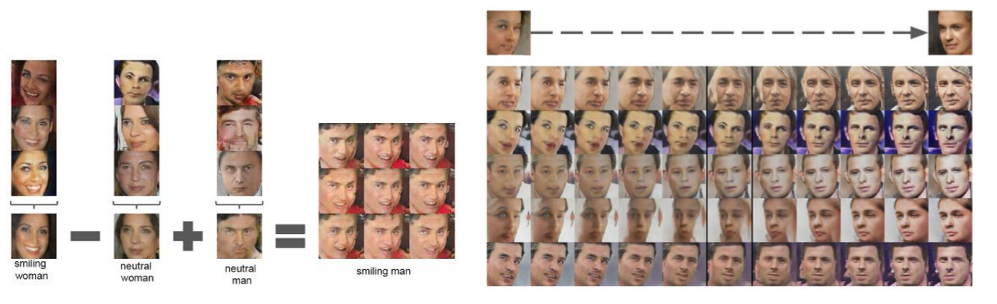 smiling
woman
neutral
woman
neutral
man
smiling man